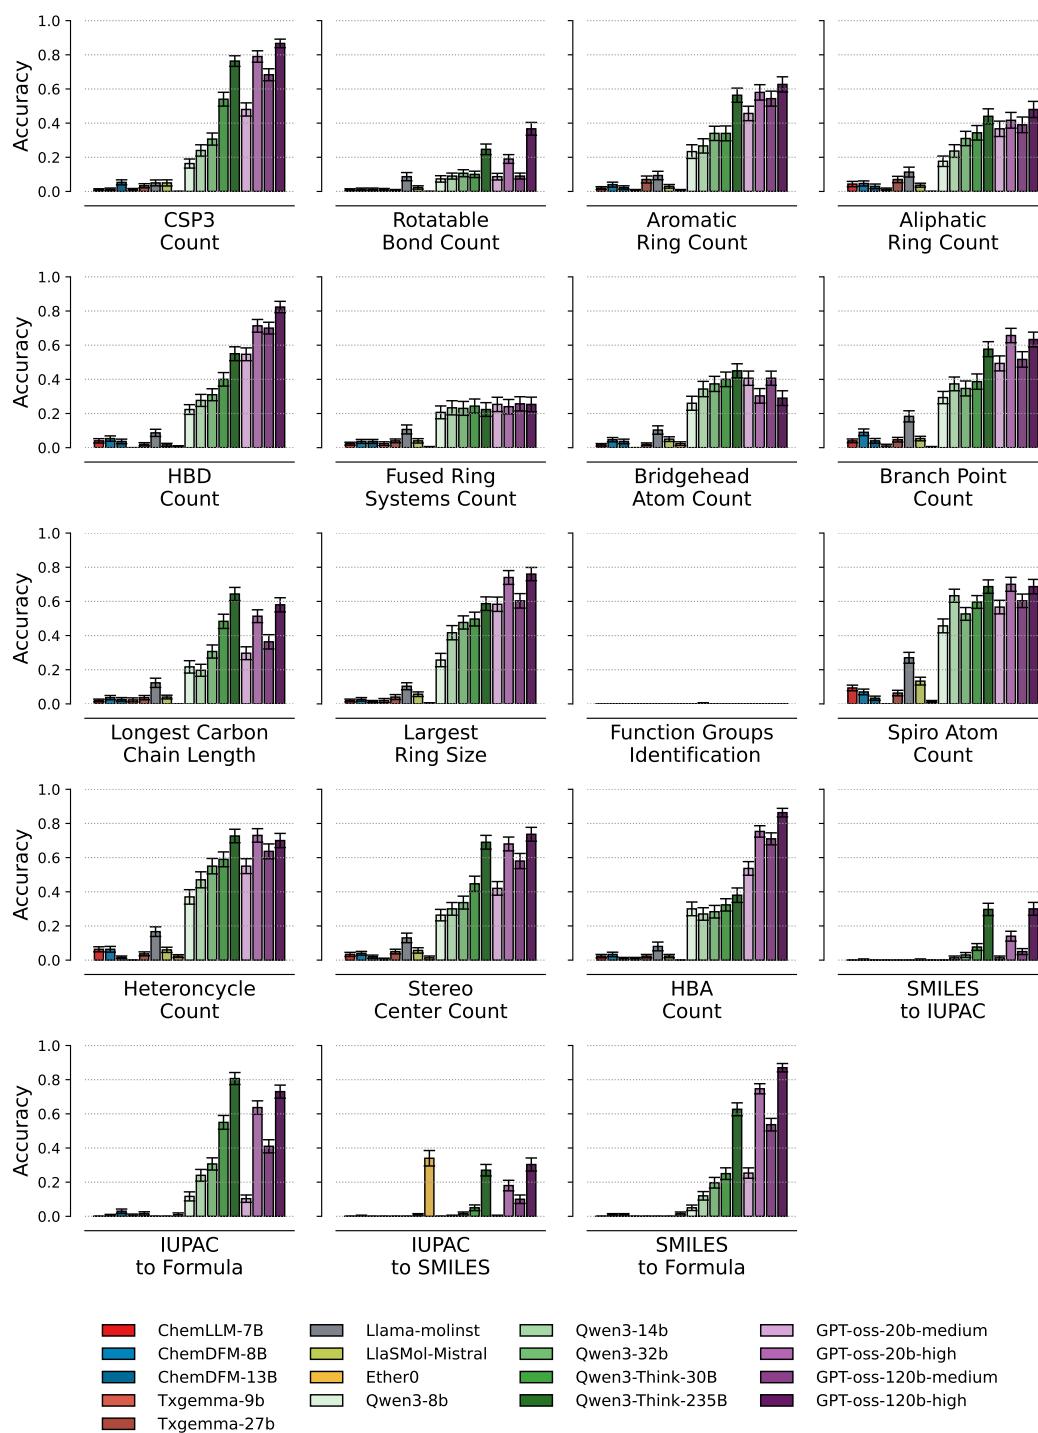 1.0
0.8
0.6
0.4
0.2
0.0
Accuracy
CSP3
Count
Rotatable
Bond Count
Aromatic
Ring Count
Aliphatic
Ring Count
1.0
0.8
0.6
0.4
0.2
0.0
Accuracy
HBD
Count
Fused Ring
Systems Count
Bridgehead
Atom Count
Branch Point
Count
1.0
0.8
0.6
0.4
0.2
0.0
Accuracy
Longest Carbon
Chain Length
Largest
Ring Size
Function Groups
Identification
Spiro Atom
Count
1.0
0.8
0.6
0.4
0.2
0.0
Accuracy
Heteroncycle
Count
Stereo
Center Count
HBA
Count
SMILES
to IUPAC
1.0
0.8
0.6
0.4
0.2
0.0
Accuracy
IUPAC
to Formula
IUPAC
to SMILES
SMILES
to Formula
ChemLLM-7B
ChemDFM-8B
ChemDFM-13B
Txgemma-9b
Txgemma-27b
Llama-molinst
LlaSMol-Mistral
Ether0
Qwen3-8b
Qwen3-14b
Qwen3-32b
Qwen3-Think-30B
Qwen3-Think-235B
GPT-oss-20b-medium
GPT-oss-20b-high
GPT-oss-120b-medium
GPT-oss-120b-high